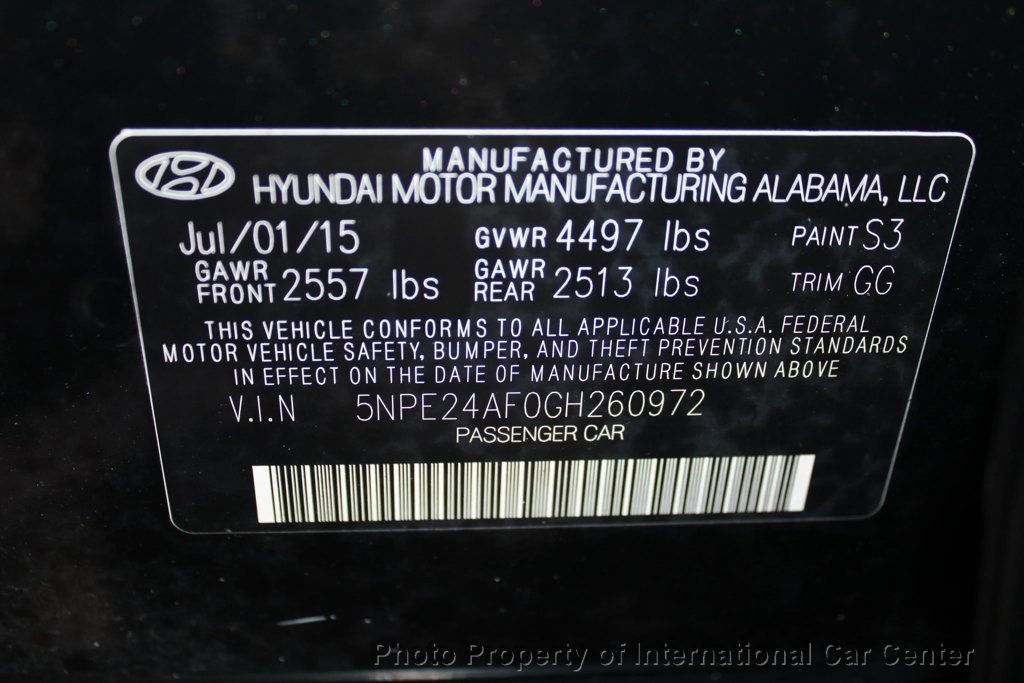 MANUFACTURED BY
HYUNDAI MOTOR MANUFACTURING ALABAMA, LLC
Jul/01/15 GVWR 4497 lbs PAINT S3
GAWR FRONT 2557 lbs GAWR REAR 2513 lbs TRIM GG
THIS VEHICLE CONFORMS TO ALL APPLICABLE U.S.A. FEDERAL
MOTOR VEHICLE SAFETY, BUMPER, AND THEFT PREVENTION STANDARDS
IN EFFECT ON THE DATE OF MANUFACTURE SHOWN ABOVE
V.I.N 5NPE24AF0GH260972
PASSENGER CAR
Photo Property of International Car Center